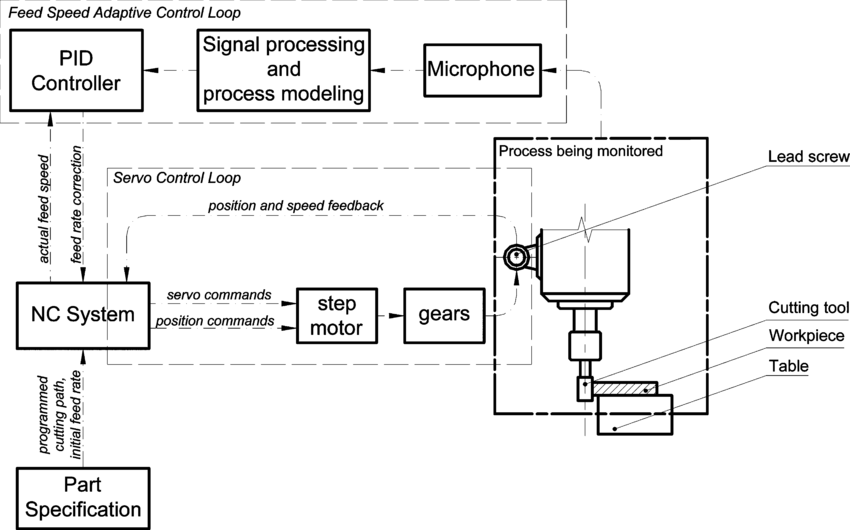 Feed Speed Adaptive Control Loop
PID
Controller
Signal processing
and
process modeling
Microphone
actual feed speed
feed rate correction
Process being monitored
Lead screw
Servo Control Loop
position and speed feedback
NC System
servo commands
position commands
step
motor
gears
Cutting tool
Workpiece
Table
programmed
cutting path,
initial feed rate
Part
Specification